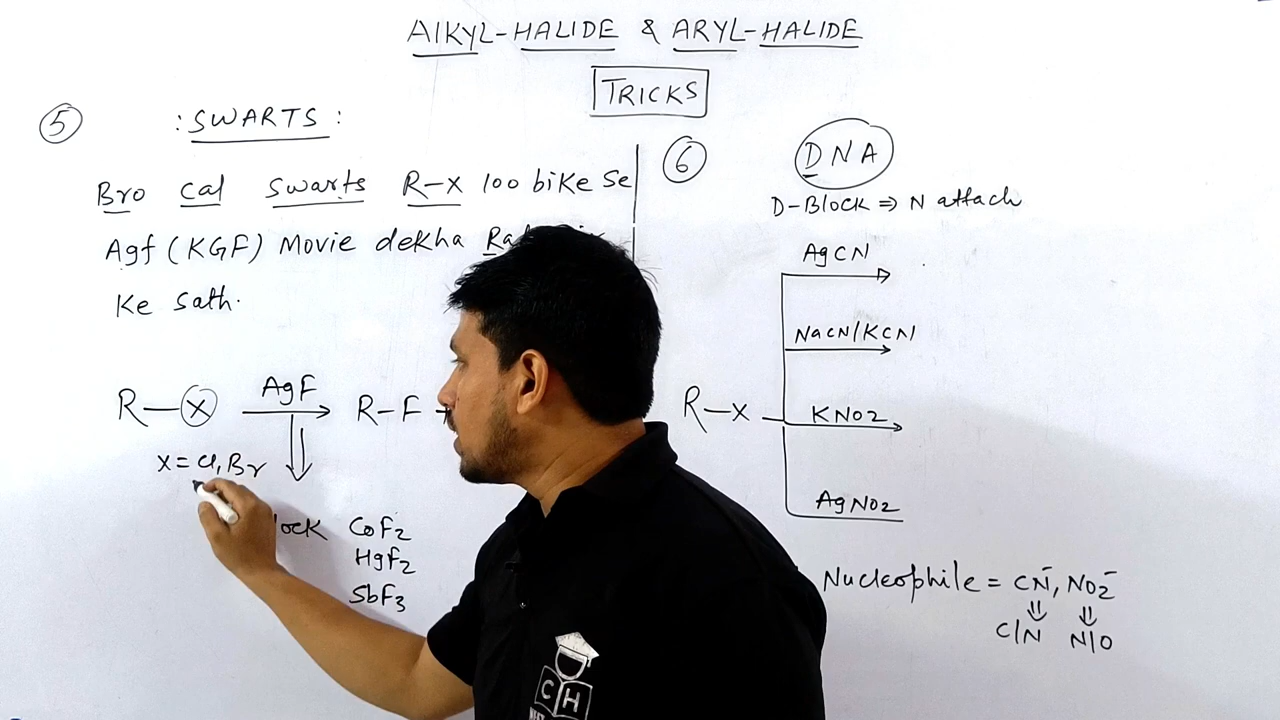 AlKYL-HALIDE & ARYL-HALIDE
TRICKS
5 :SWARTS:
Bro cal swarts R-X 100 bike se
Agf (KGF) Movie dekha
Ke sath.
R-X AgF R-F +
X = Cl, Br
lock CoF2
HgF2
SbF3
6 DNA
D-Block ⇒ N attach
AgCN
NaCN/KCN
R-X KNO2
AgNO2
Nucleophile = CN⁻, NO2⁻
C/N N/O
C H